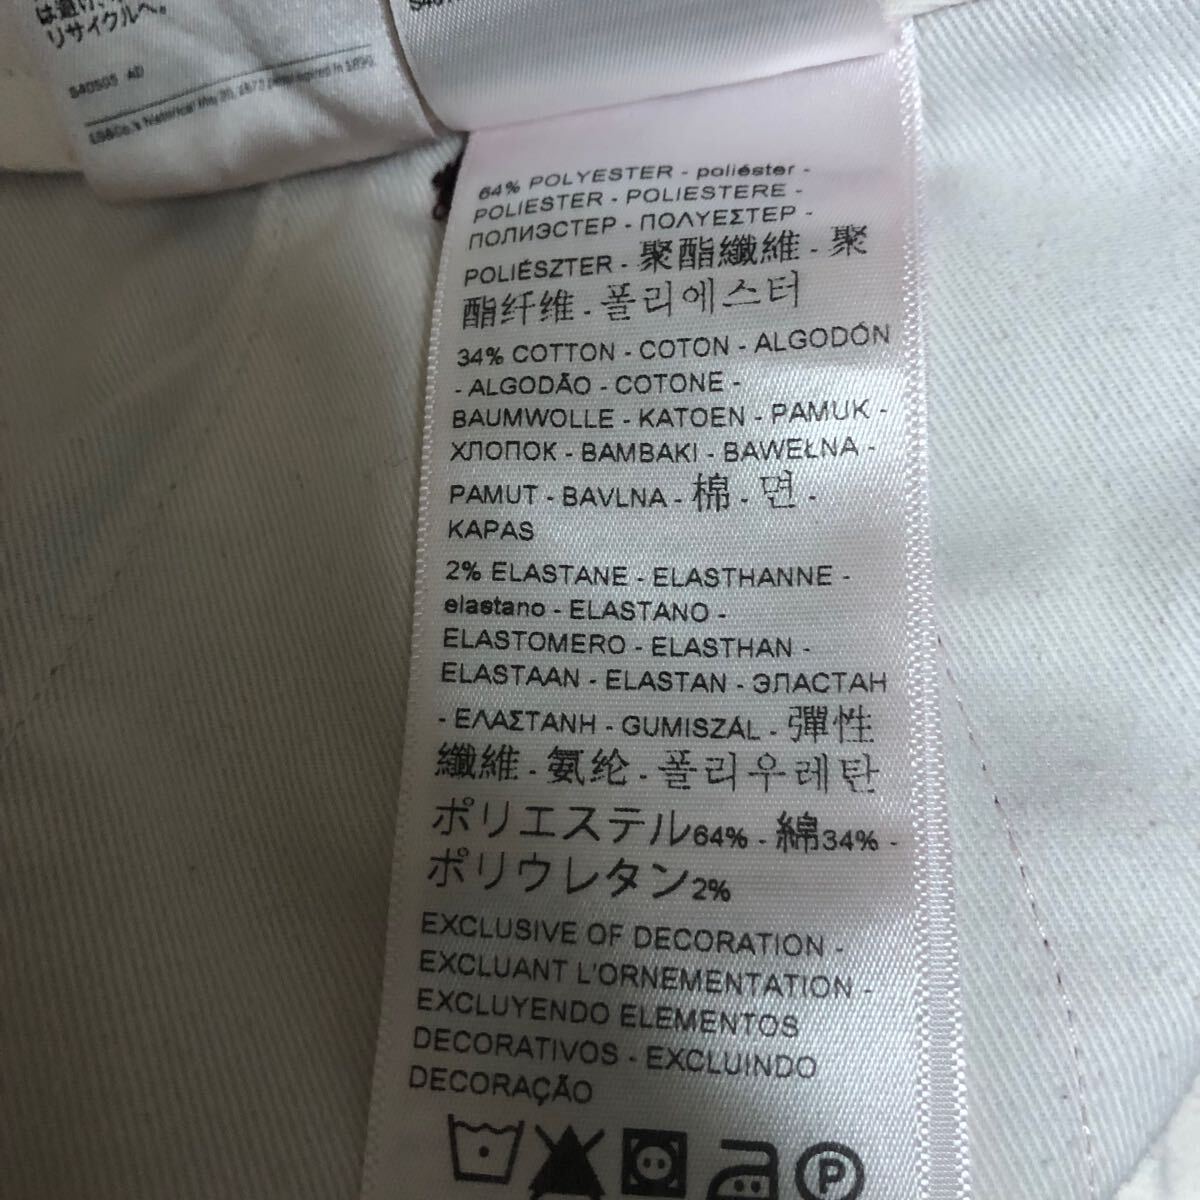 は避け、
リサイクルへ。
S40505 AD
64% POLYESTER - poliéster -
POLIESTER - POLIESTERE -
ПОЛИЭСТЕР - ΠΟΛΥΕΣΤΕΡ -
POLIÉSZTER - 聚酯纖維 - 聚
酯纤维 - 폴리에스터
34% COTTON - COTON - ALGODÓN
- ALGODÃO - COTONE -
BAUMWOLLE - KATOEN - PAMUK -
ХЛОПОК - BAMBAKI - BAWEŁNA -
PAMUT - BAVLNA - 棉 - 면 -
KAPAS
2% ELASTANE - ELASTHANNE -
elastano - ELASTANO -
ELASTOMERO - ELASTHAN -
ELASTAAN - ELASTAN - ЭЛАСТАН
- ΕΛΑΣΤΑΝΗ - GUMISZÁL - 彈性
纖維 - 氨纶 - 폴리우레탄
ポリエステル64% - 綿34% -
ポリウレタン2%
EXCLUSIVE OF DECORATION -
EXCLUANT L'ORNEMENTATION -
EXCLUYENDO ELEMENTOS
DECORATIVOS - EXCLUINDO
DECORAÇÃO
P